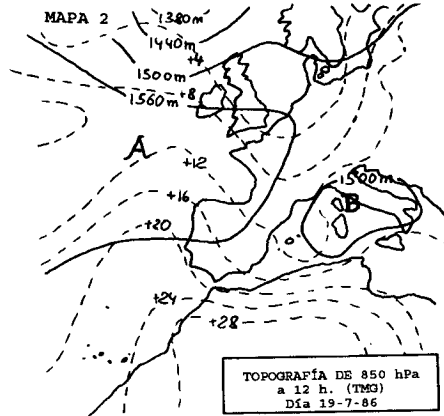 MAPA 2
1380m
1440m
+4
1500m
+8
1560m
A
+12
+16
+20
+24
+28
1500m
B
TOPOGRAFÍA DE 850 hPa
a 12 h. (TMG)
Día 19-7-86